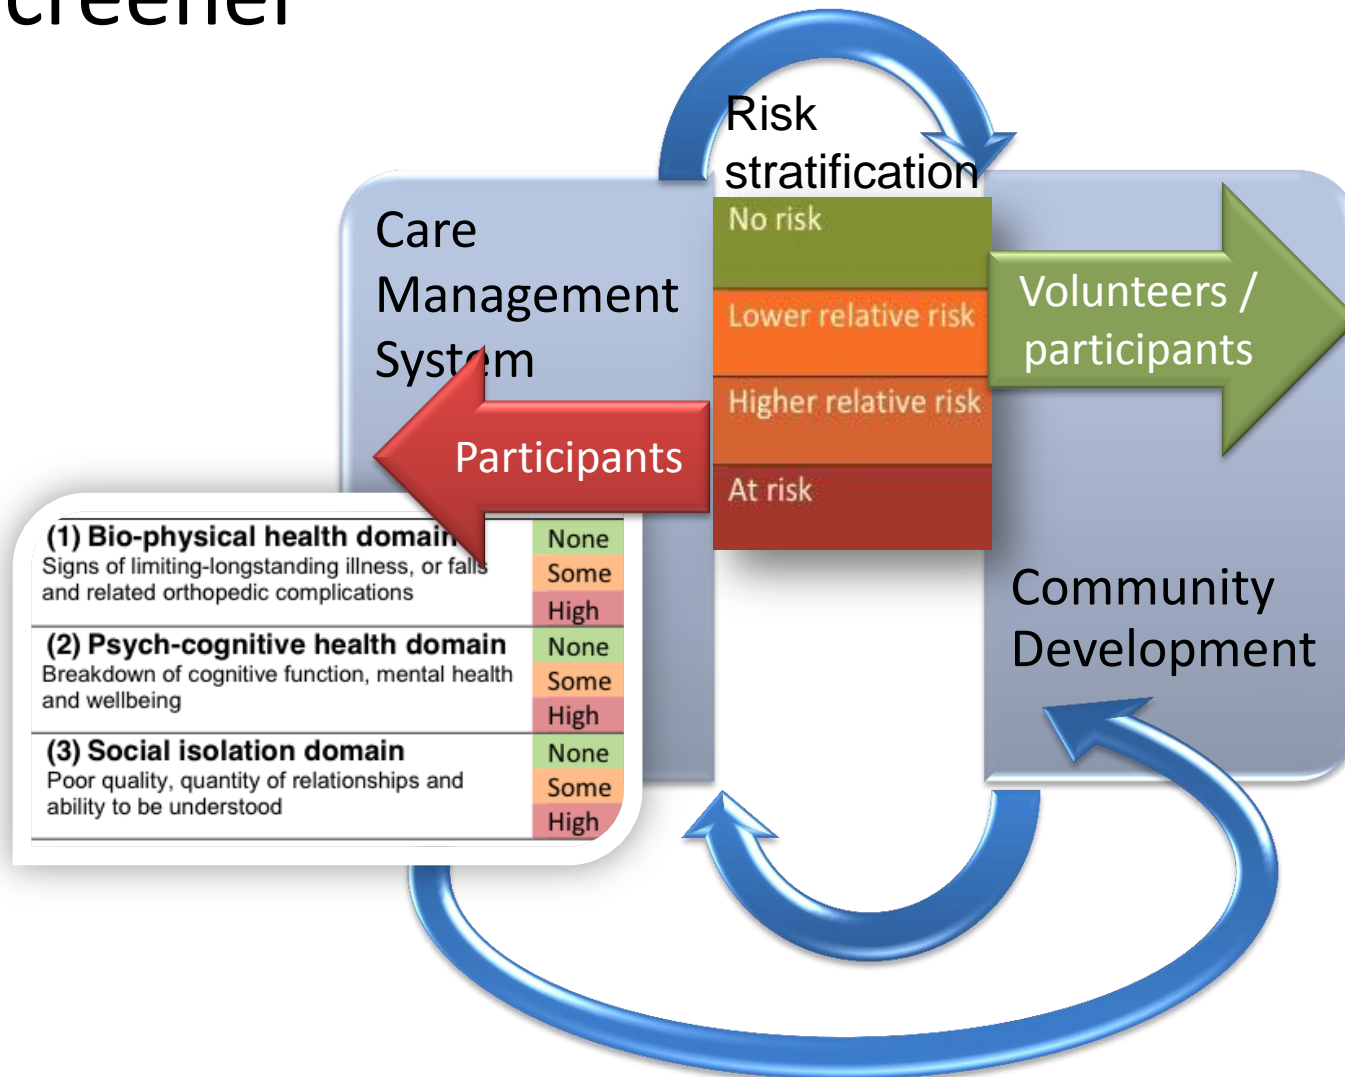 Risk
stratification
Care
Management
System
No risk
Lower relative risk
Higher relative risk
At risk
Volunteers /
participants
Participants
(1) Bio-physical health domain
Signs of limiting-longstanding illness, or falls
and related orthopedic complications
None
Some
High
(2) Psych-cognitive health domain
Breakdown of cognitive function, mental health
and wellbeing
None
Some
High
(3) Social isolation domain
Poor quality, quantity of relationships and
ability to be understood
None
Some
High
Community
Development